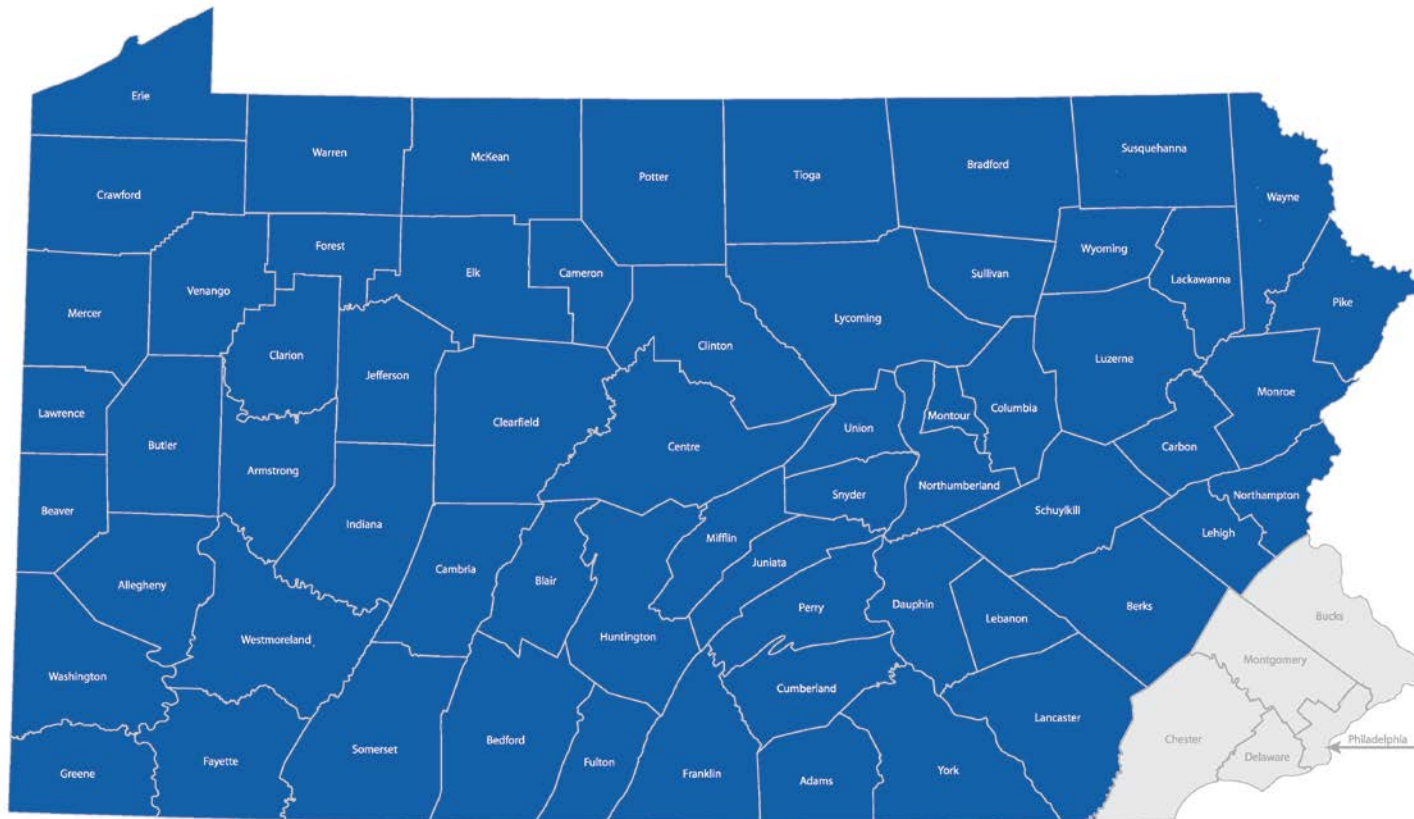 Erie
Warren
McKean
Potter
Tioga
Bradford
Susquehanna
Wayne
Crawford
Forest
Elk
Cameron
Sullivan
Wyoming
Lackawanna
Pike
Venango
Mercer
Lycoming
Clinton
Clarion
Jefferson
Luzerne
Monroe
Lawrence
Butler
Clearfield
Centre
Union
Montour
Columbia
Carbon
Armstrong
Snyder
Northumberland
Northampton
Beaver
Indiana
Schuylkill
Lehigh
Mifflin
Juniata
Allegheny
Cambria
Blair
Perry
Dauphin
Lebanon
Berks
Bucks
Westmoreland
Huntington
Montgomery
Washington
Cumberland
Lancaster
Chester
Philadelphia
Delaware
Greene
Fayette
Somerset
Bedford
Fulton
Franklin
Adams
York